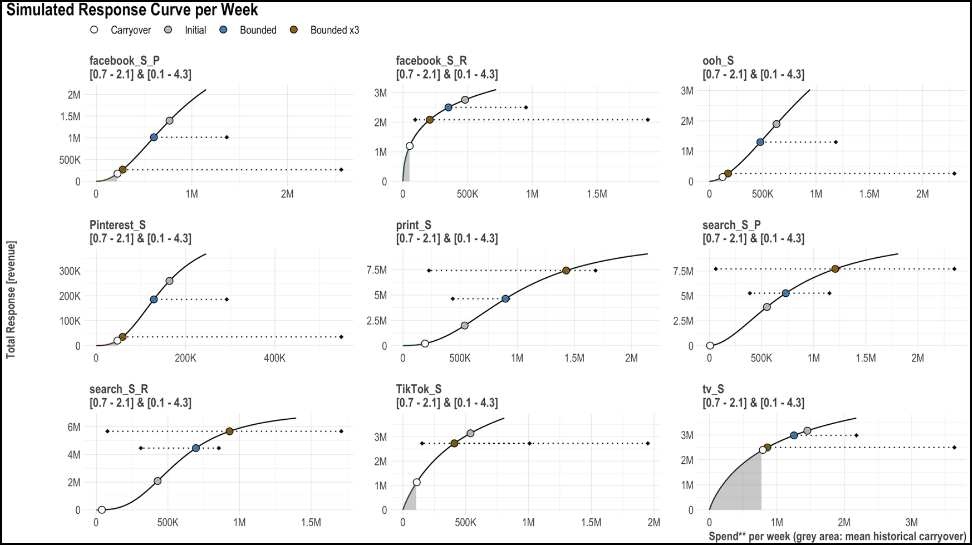 Simulated Response Curve per Week
Carryover Initial Bounded Bounded x3
Total Response [revenue]
facebook_S_P
[0.7 - 2.1] & [0.1 - 4.3]
2M
1.5M
1M
500K
0
0 1M 2M
facebook_S_R
[0.7 - 2.1] & [0.1 - 4.3]
3M
2M
1M
0
0 500K 1M 1.5M
ooh_S
[0.7 - 2.1] & [0.1 - 4.3]
3M
2M
1M
0
0 500K 1M 1.5M 2M
Pinterest_S
[0.7 - 2.1] & [0.1 - 4.3]
300K
200K
100K
0
0 200K 400K
print_S
[0.7 - 2.1] & [0.1 - 4.3]
7.5M
5M
2.5M
0
0 500K 1M 1.5M 2M
search_S_P
[0.7 - 2.1] & [0.1 - 4.3]
7.5M
5M
2.5M
0
0 500K 1M 1.5M 2M
search_S_R
[0.7 - 2.1] & [0.1 - 4.3]
6M
4M
2M
0
0 500K 1M 1.5M
TikTok_S
[0.7 - 2.1] & [0.1 - 4.3]
3M
2M
1M
0
0 500K 1M 1.5M 2M
tv_S
[0.7 - 2.1] & [0.1 - 4.3]
3M
2M
1M
0
0 1M 2M 3M
Spend** per week (grey area: mean historical carryover)